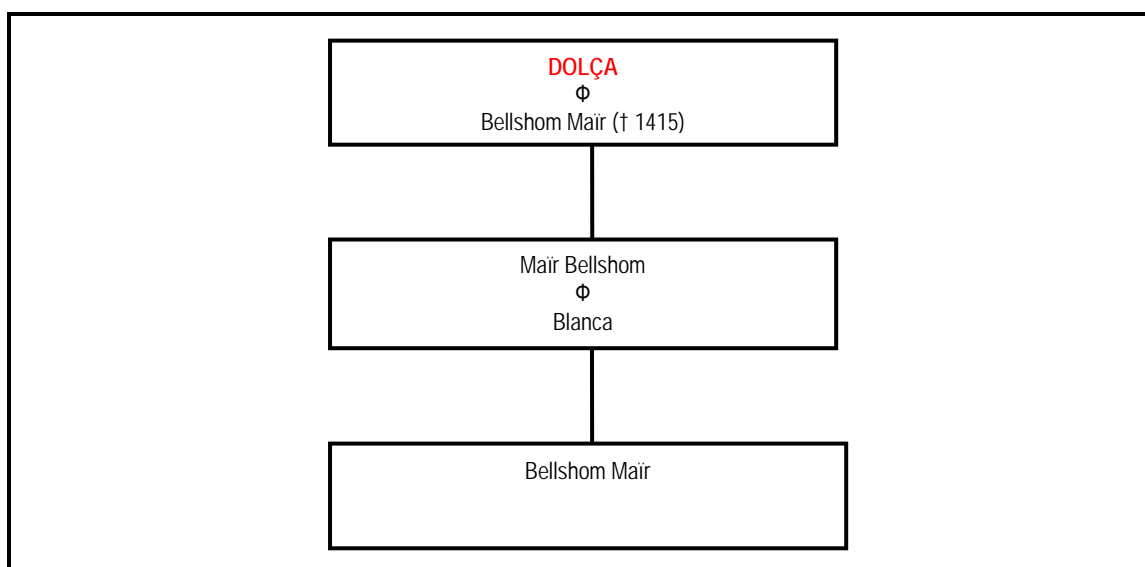 DOLÇA
Φ
Bellshom Maïr († 1415)
Maïr Bellshom
Φ
Blanca
Bellshom Maïr